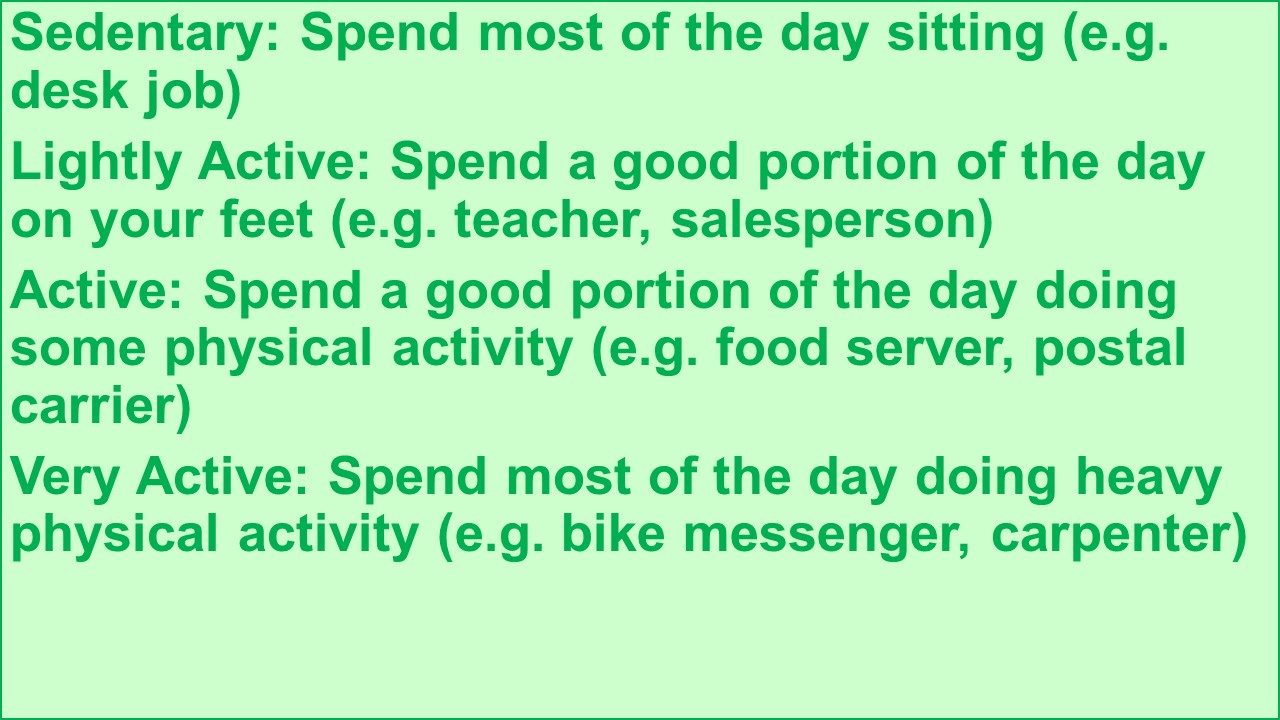 Sedentary: Spend most of the day sitting (e.g.
desk job)
Lightly Active: Spend a good portion of the day
on your feet (e.g. teacher, salesperson)
Active: Spend a good portion of the day doing
some physical activity (e.g. food server, postal
carrier)
Very Active: Spend most of the day doing heavy
physical activity (e.g. bike messenger, carpenter)